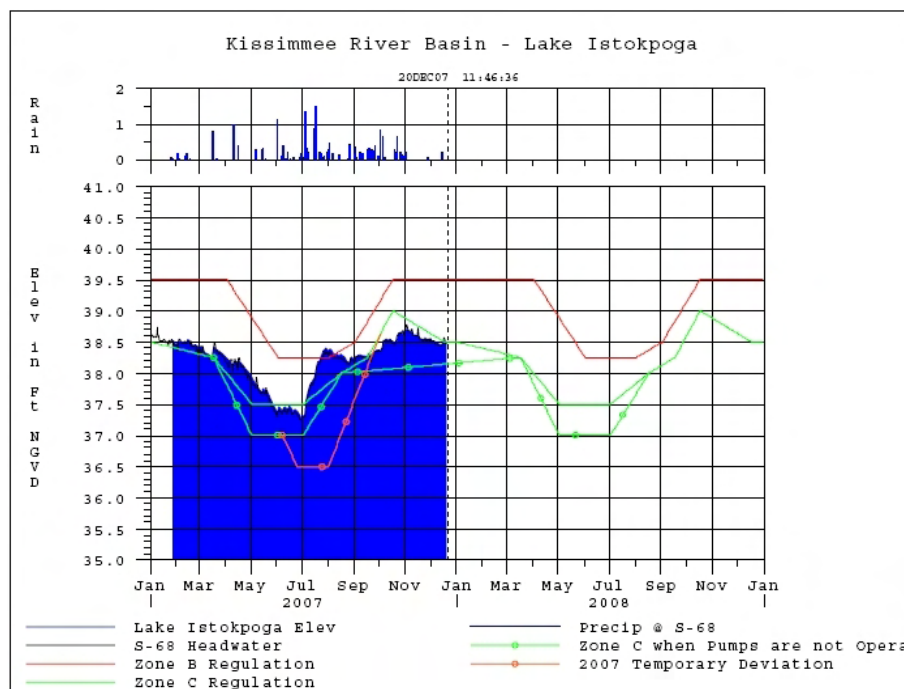 Kissimmee River Basin - Lake Istokpoga
20DEC07 11:46:36
Rain
2
1
0
Elev in Ft NGVD
41.0
40.5
40.0
39.5
39.0
38.5
38.0
37.5
37.0
36.5
36.0
35.5
35.0
Jan Mar May Jul Sep Nov Jan Mar May Jul Sep Nov Jan
2007 2008
Lake Istokpoga Elev
S-68 Headwater
Zone B Regulation
Zone C Regulation
Precip @ S-68
Zone C when Pumps are not Opera
2007 Temporary Deviation